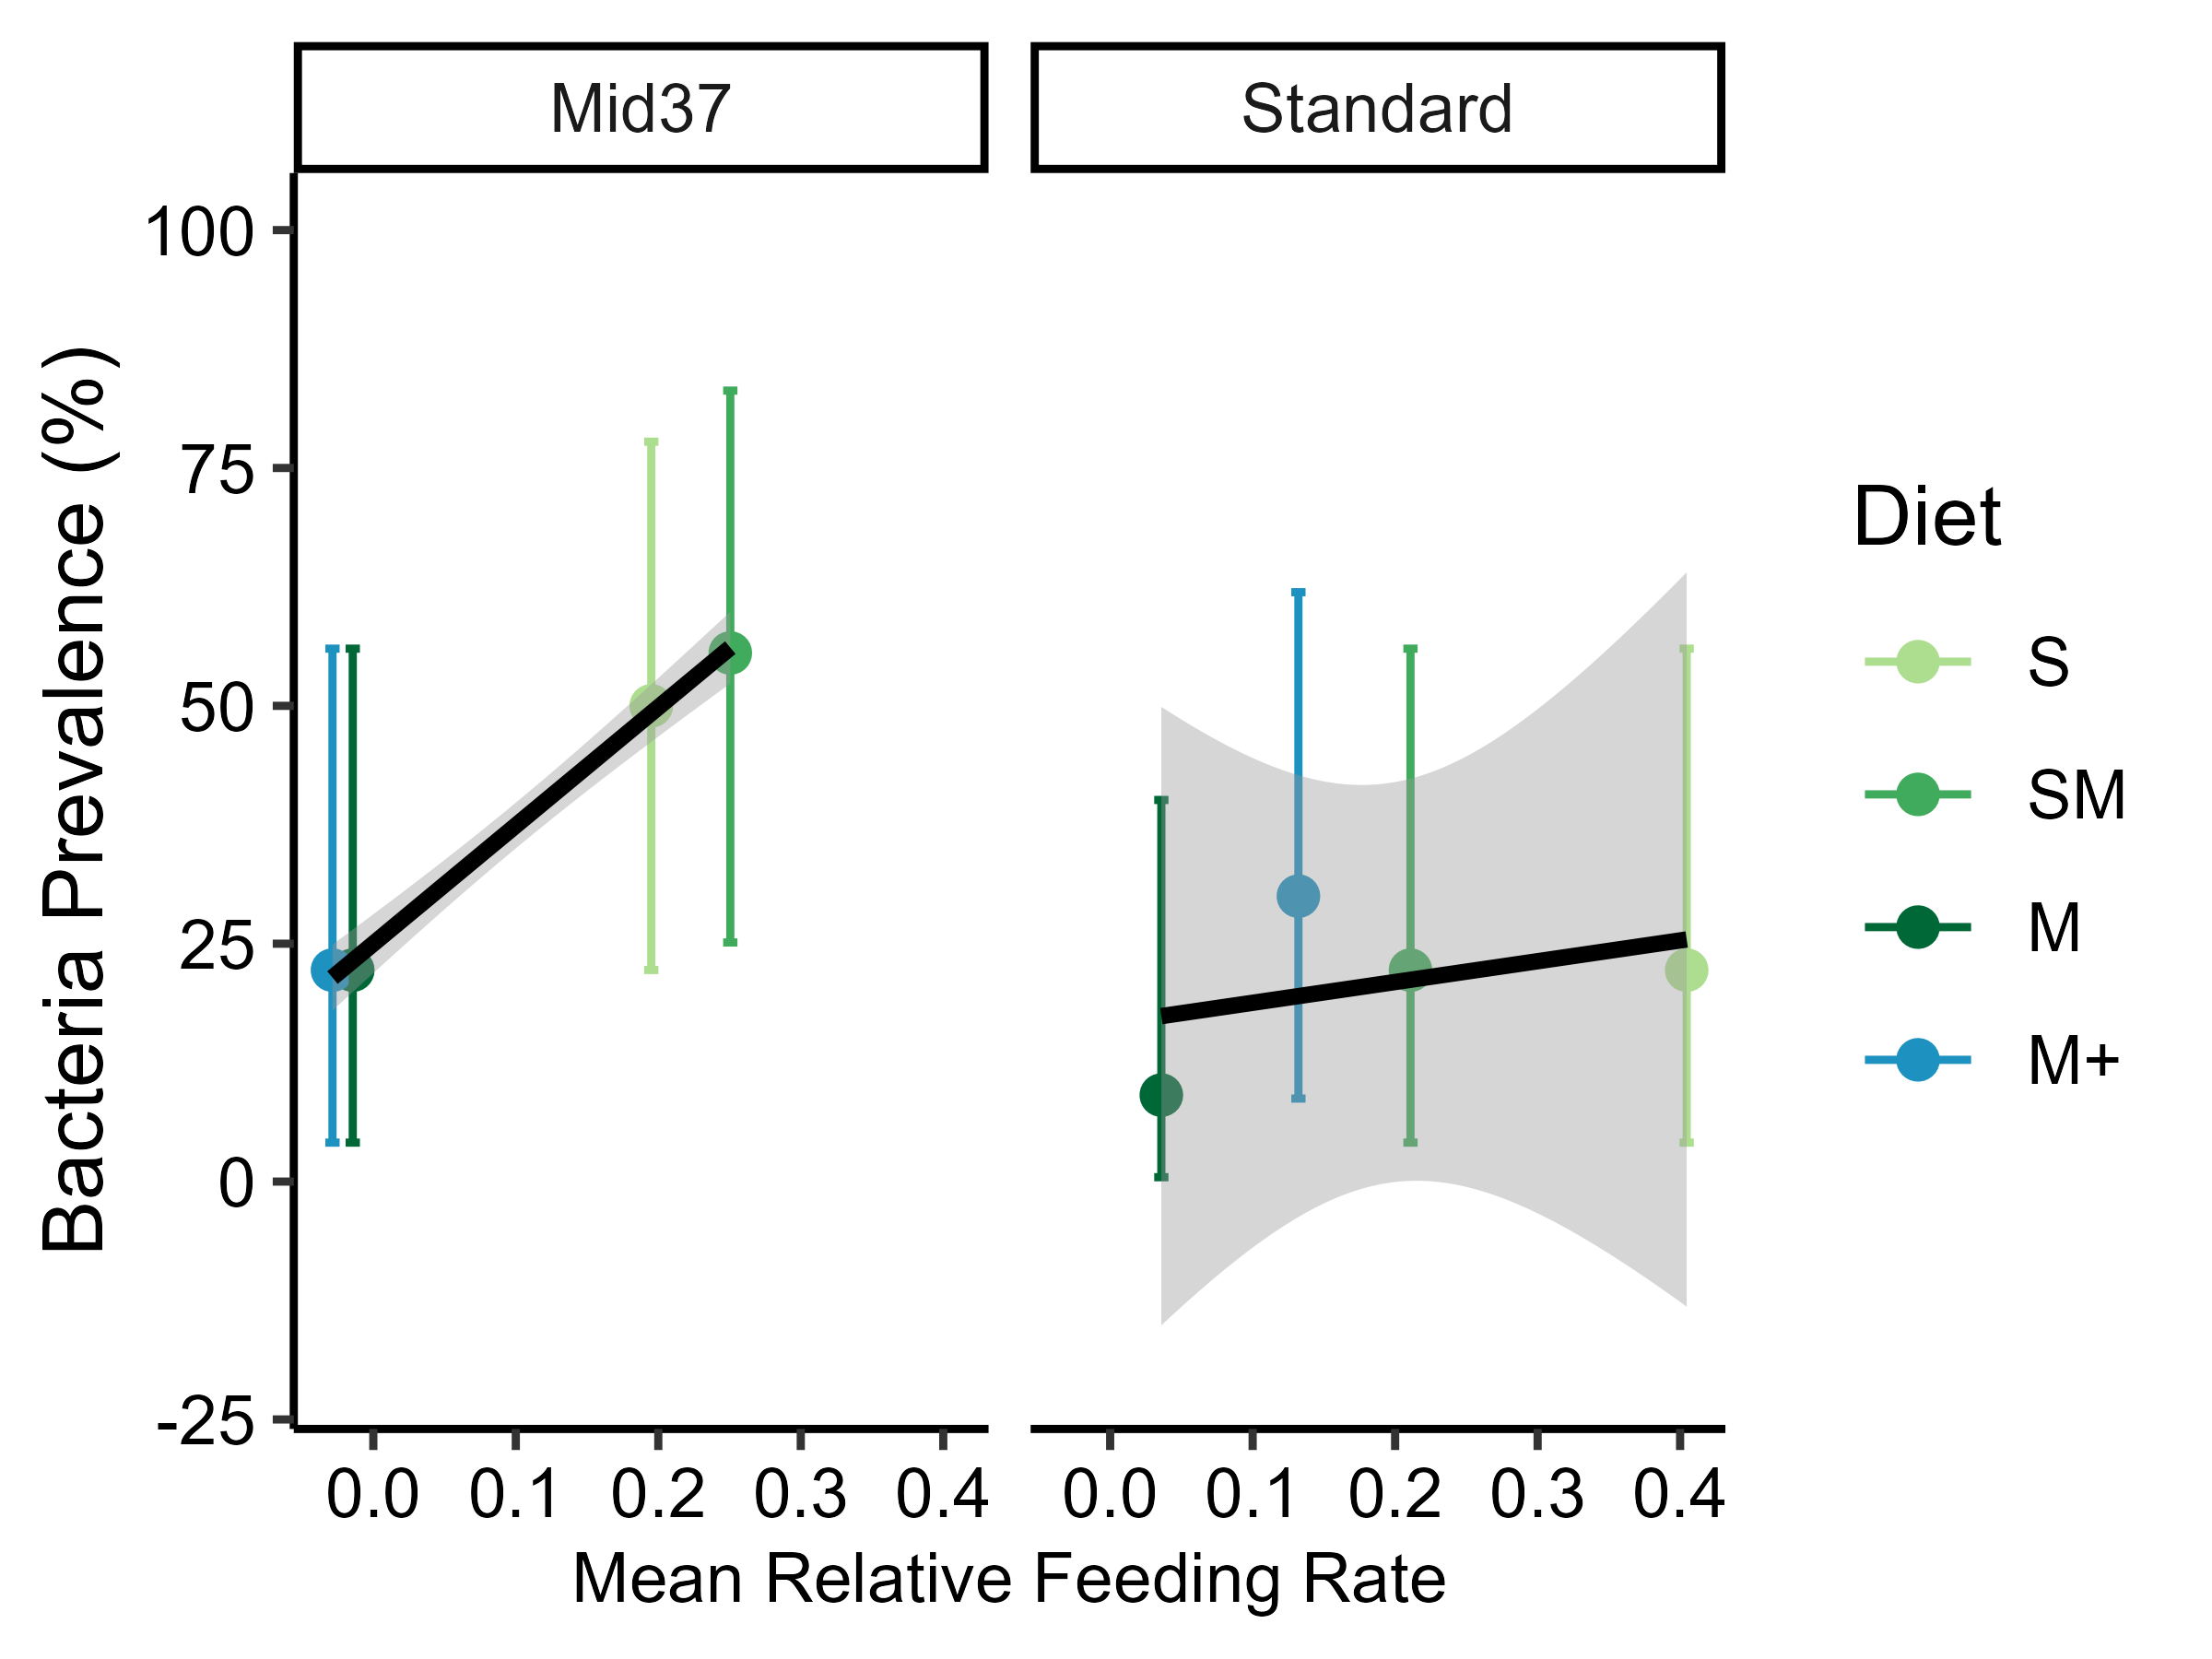 Mid37
Standard
Bacteria Prevalence (%)
100
75
50
25
0
-25
0.0 0.1 0.2 0.3 0.4
0.0 0.1 0.2 0.3 0.4
Mean Relative Feeding Rate
Diet
S
SM
M
M+